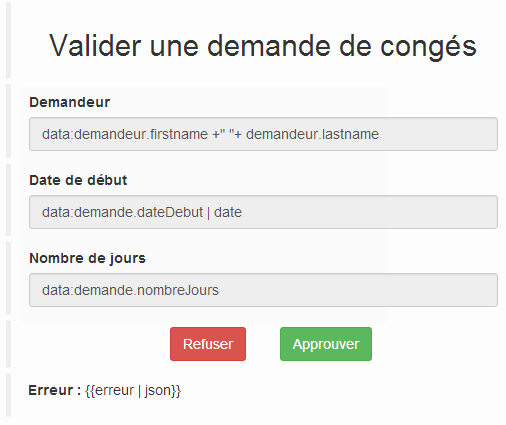 Valider une demande de congés
Demandeur
data:demandeur.firstname +" "+ demandeur.lastname
Date de début
data:demande.dateDebut | date
Nombre de jours
data:demande.nombreJours
Refuser Approuver
Erreur : {{erreur | json}}